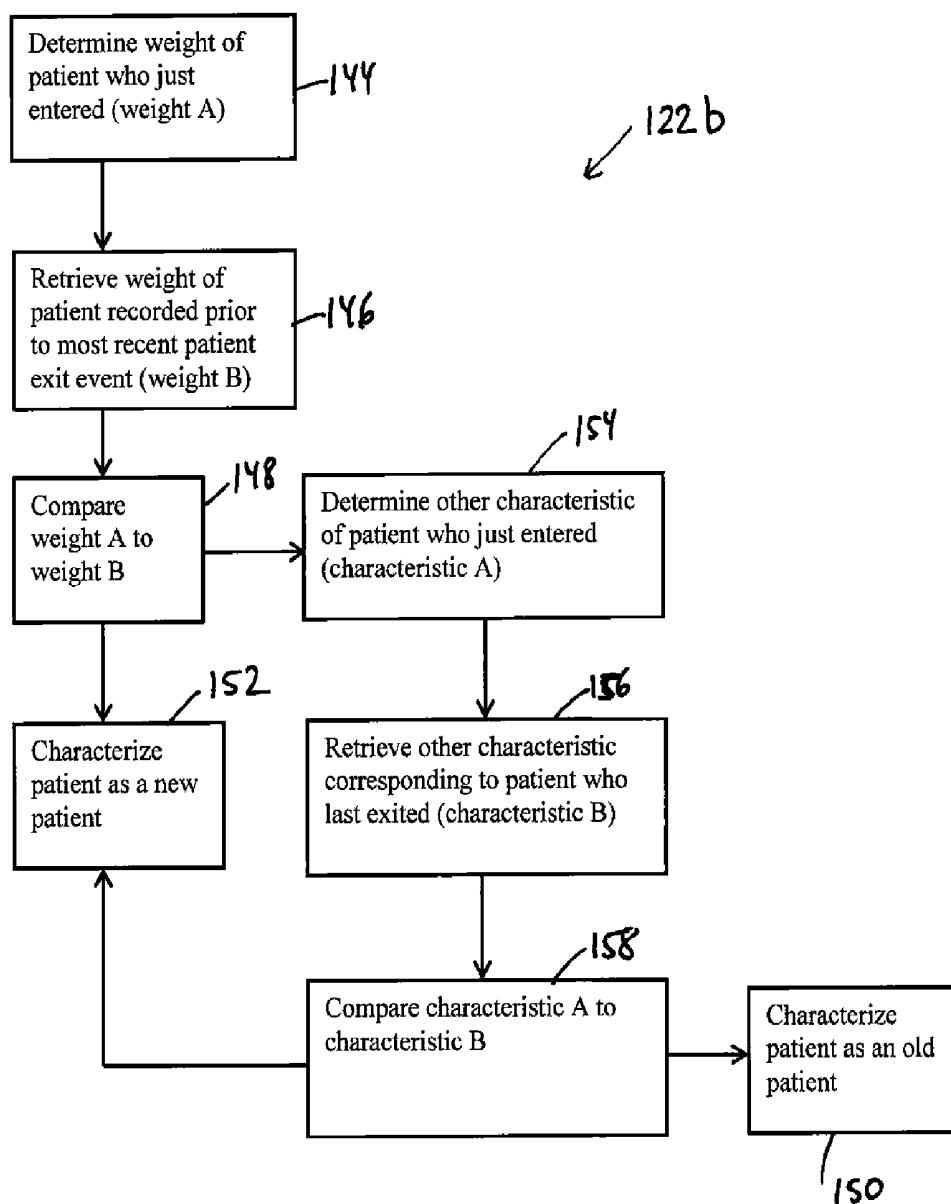 Determine weight of
patient who just
entered (weight A)
144
122b
Retrieve weight of
patient recorded prior
to most recent patient
exit event (weight B)
146
148
Compare
weight A to
weight B
154
Determine other characteristic
of patient who just entered
(characteristic A)
152
Characterize
patient as a new
patient
156
Retrieve other characteristic
corresponding to patient who
last exited (characteristic B)
158
Compare characteristic A to
characteristic B
Characterize
patient as an old
patient
150